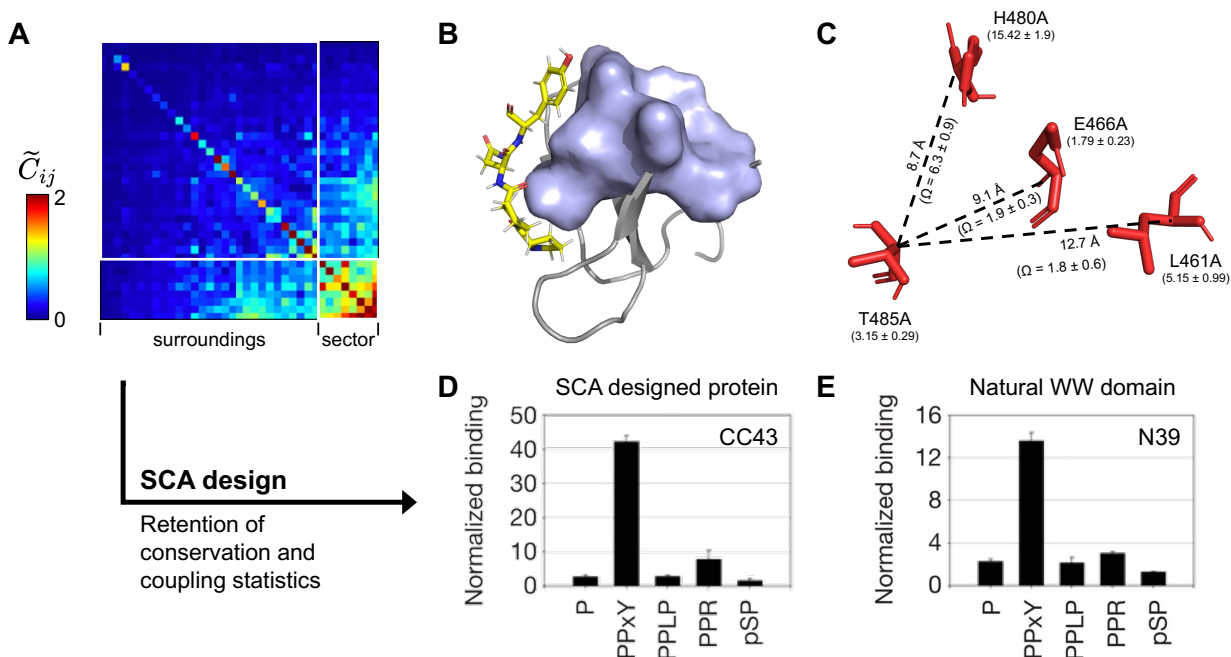 A
C̃ij
2
0
surroundings
sector
B
C
H480A
(15.42 ± 1.9)
E466A
(1.79 ± 0.23)
8.7 Å
(Ω = 6.3 ± 0.9)
9.1 Å
(Ω = 1.9 ± 0.3)
12.7 Å
(Ω = 1.8 ± 0.6)
L461A
(5.15 ± 0.99)
T485A
(3.15 ± 0.29)
SCA design
Retention of
conservation and
coupling statistics
D
SCA designed protein
CC43
Normalized binding
50
40
30
20
10
0
P
PPxY
PPLP
PPR
pSP
E
Natural WW domain
N39
Normalized binding
16
12
8
4
0
P
PPxY
PPLP
PPR
pSP